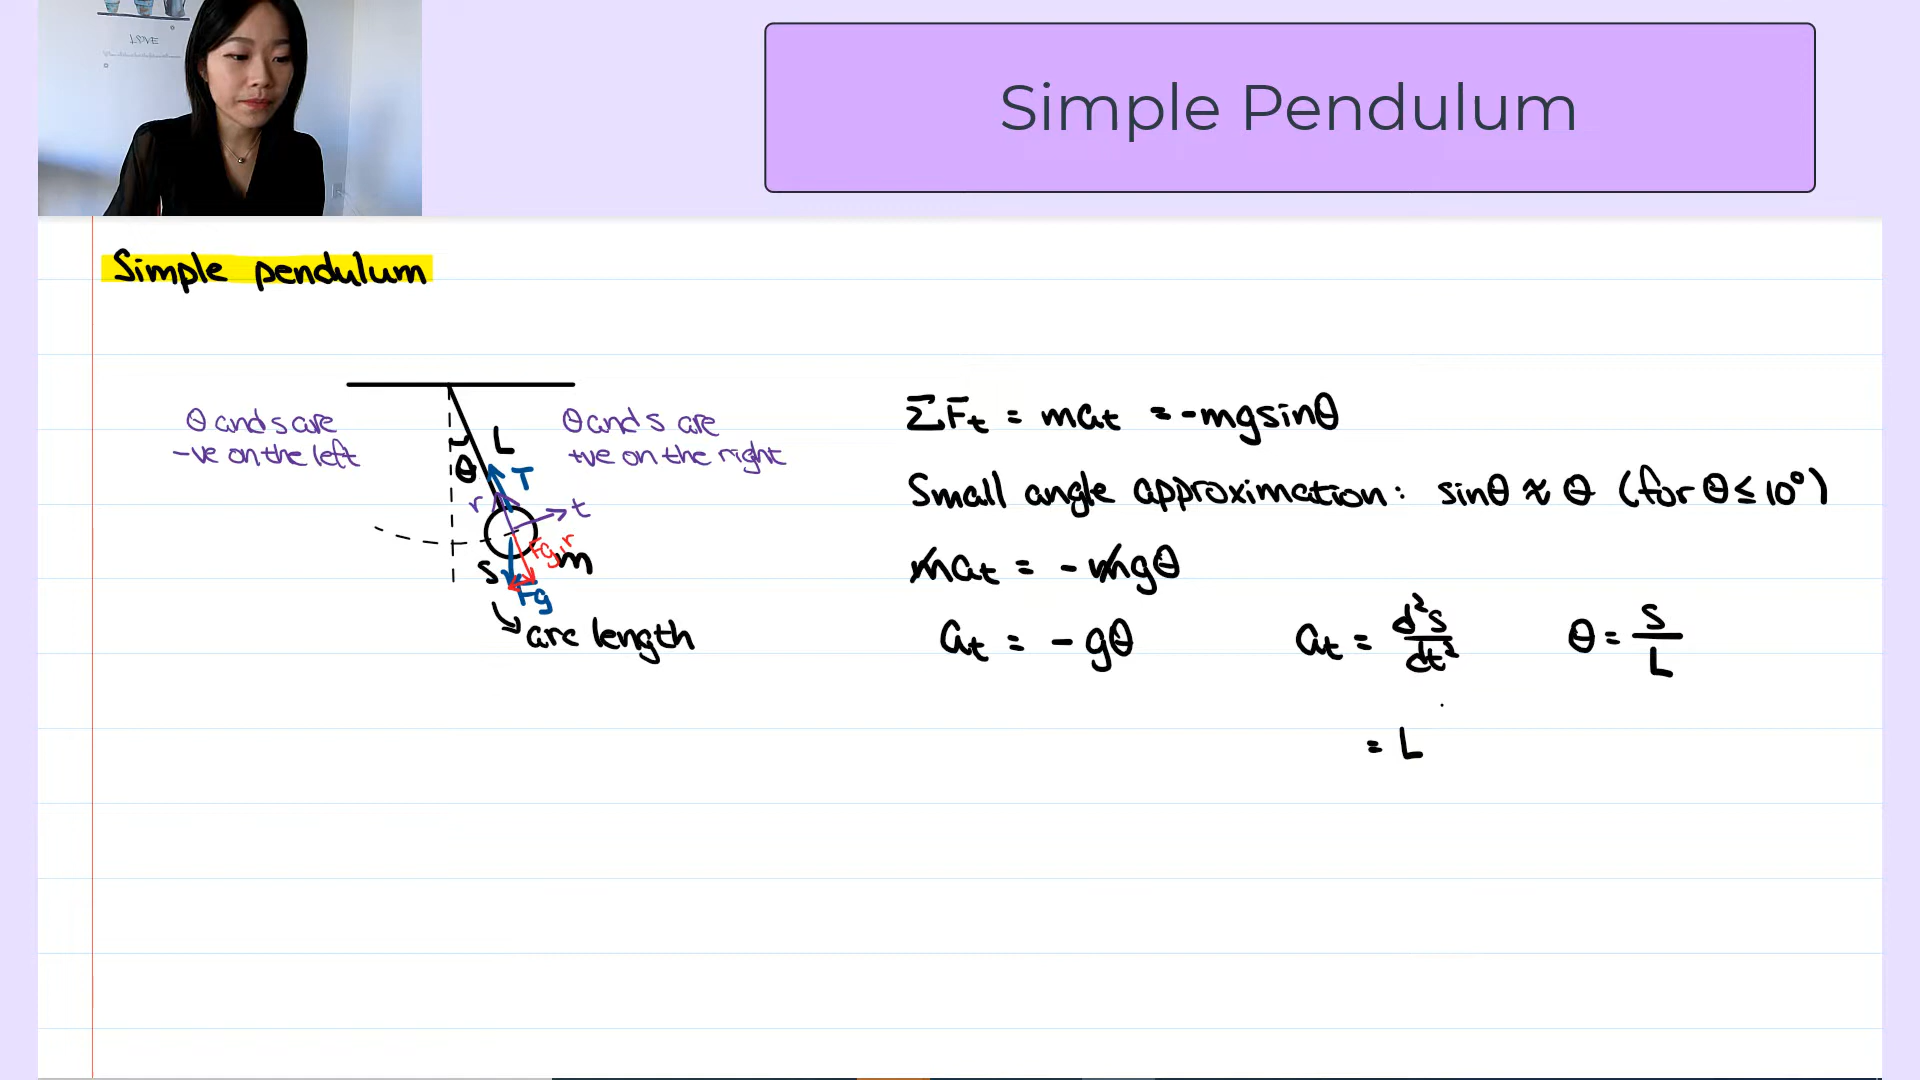 LOVE
Simple Pendulum
Simple pendulum
θ and s are
-ve on the left
θ and s are
+ve on the right
L
θ
T
r
t
Fg,r
m
s
Fg
arc length
ΣFt = mat = -mgsinθ
Small angle approximation: sinθ ≈ θ (for θ ≤ 10°)
mat = -mgθ
at = -gθ
at = d²s/dt²
θ = s/L
= L